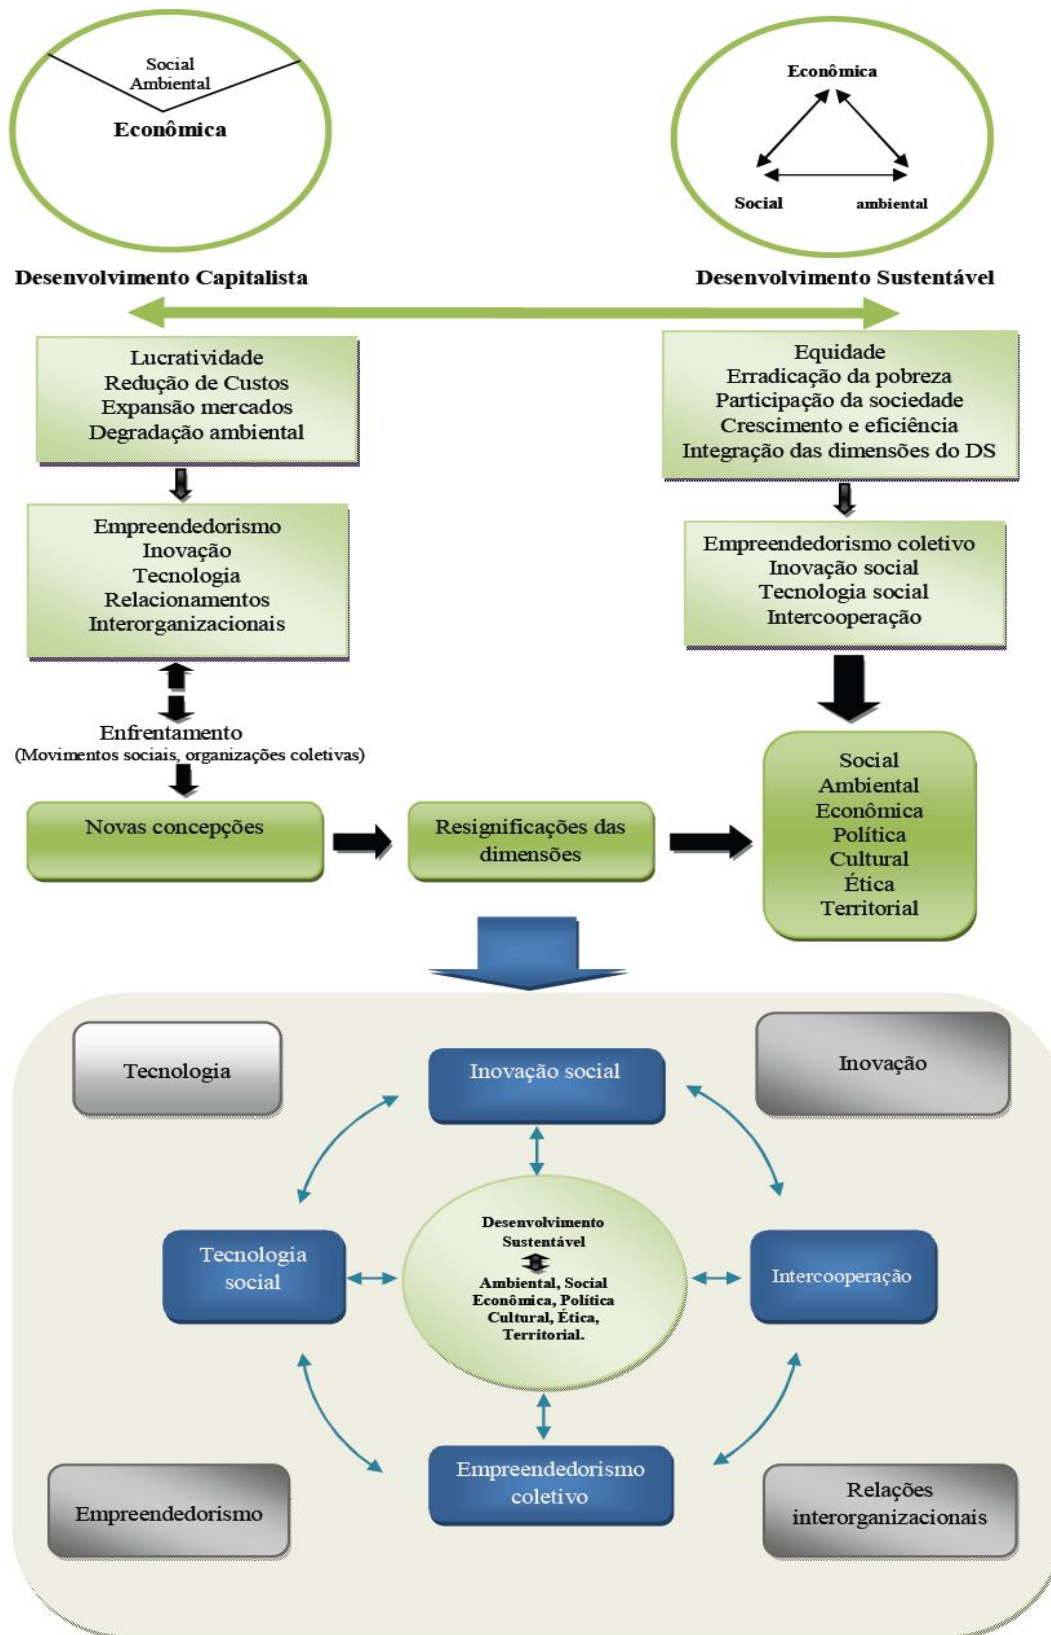 Social
Ambiental
Econômica
Econômica
Social
ambiental
Desenvolvimento Capitalista
Desenvolvimento Sustentável
Lucratividade
Redução de Custos
Expansão mercados
Degradação ambiental
Equidade
Erradicação da pobreza
Participação da sociedade
Crescimento e eficiência
Integração das dimensões do DS
Empreendedorismo
Inovação
Tecnologia
Relacionamentos
Interorganizacionais
Empreendedorismo coletivo
Inovação social
Tecnologia social
Intercooperação
Enfrentamento
(Movimentos sociais, organizações coletivas)
Novas concepções
Resignificações das
dimensões
Social
Ambiental
Econômica
Política
Cultural
Ética
Territorial
Tecnologia
Inovação social
Inovação
Tecnologia
social
Desenvolvimento
Sustentável
Ambiental, Social
Econômica, Política
Cultural, Ética,
Territorial.
Intercooperação
Empreendedorismo
Empreendedorismo
coletivo
Relações
interorganizacionais